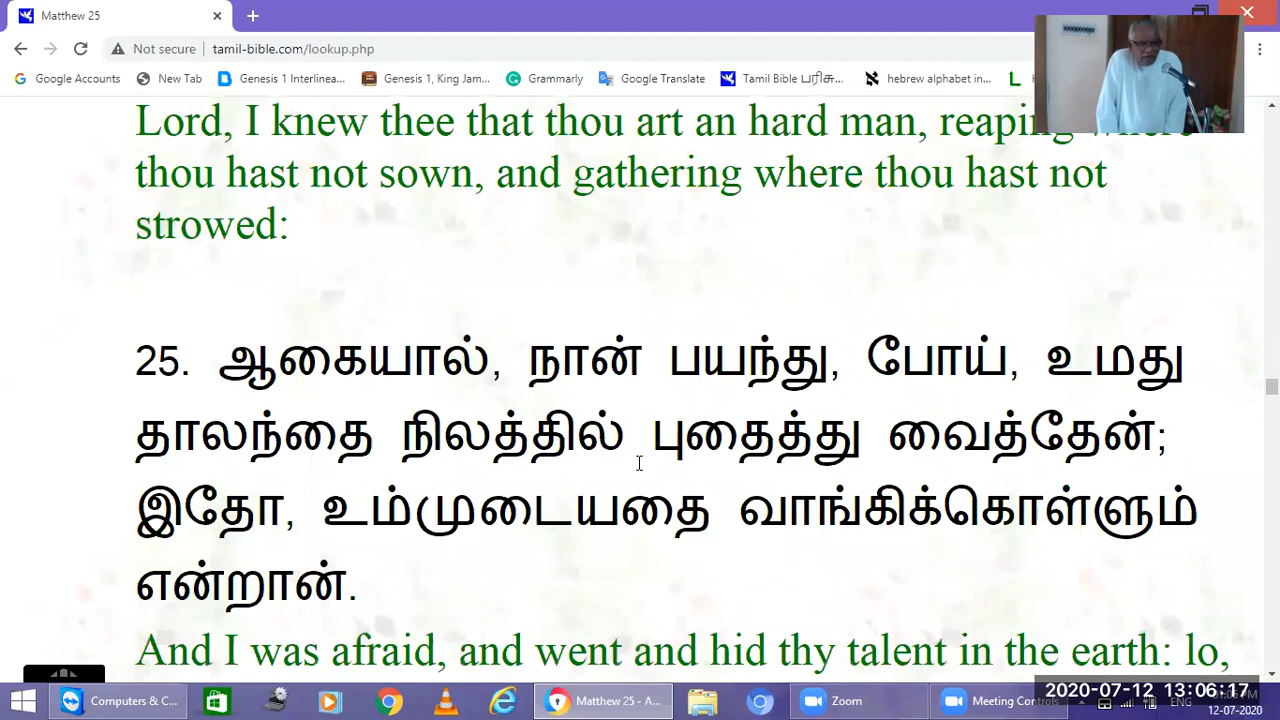 Matthew 25
Not secure
tamil-bible.com/lookup.php
Google Accounts
New Tab
Genesis 1 Interlinea...
Genesis 1, King Jam...
Grammarly
Google Translate
Tamil Bible பரிசு...
hebrew alphabet in...
Lord, I knew thee that thou art an hard man, reaping where
thou hast not sown, and gathering where thou hast not
strowed:
25. ஆகையால், நான் பயந்து, போய், உமது
தாலந்தை நிலத்தில் புதைத்து வைத்தேன்;
இதோ, உம்முடையதை வாங்கிக்கொள்ளும்
என்றான்.
And I was afraid, and went and hid thy talent in the earth: lo,
Computers & C...
Matthew 25 - A...
Zoom
Meeting Controls
2020-07-12 13:06:17
ENG
12-07-2020